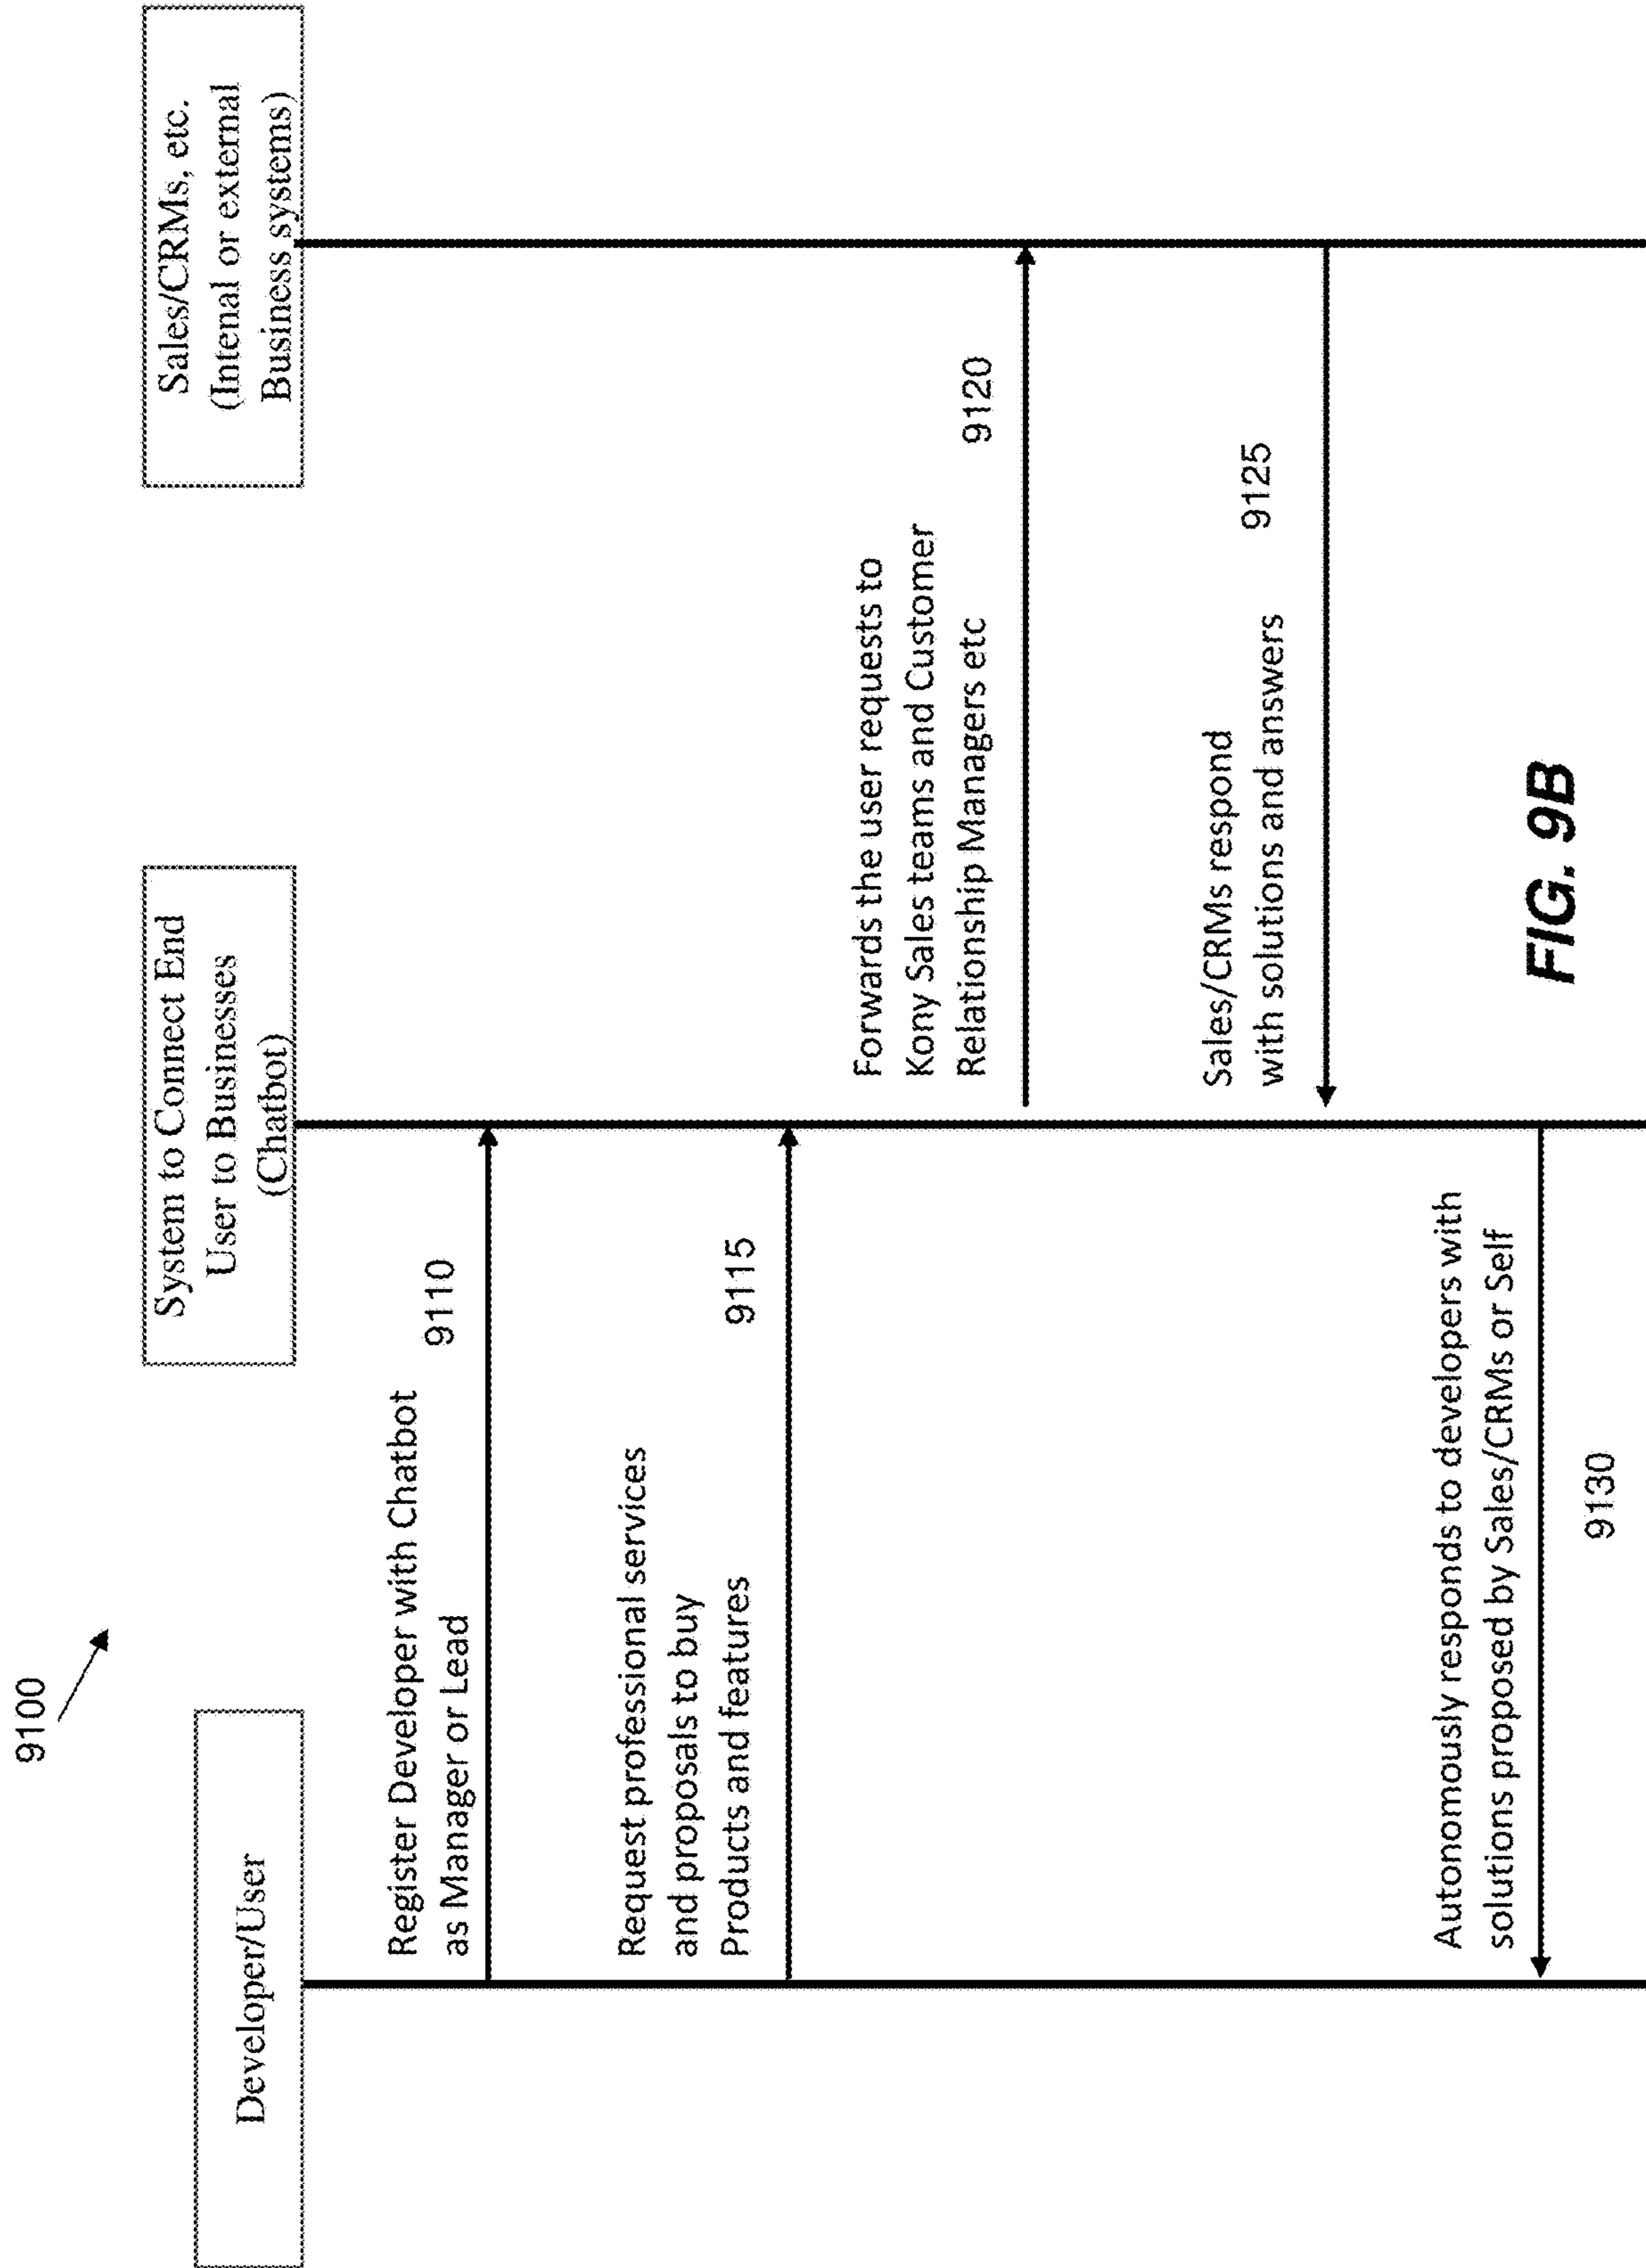 9100
Developer/User
System to Connect End
User to Businesses
(Chatbot)
Sales/CRMs, etc.
(Intenal or external
Business systems)
Register Developer with Chatbot
as Manager or Lead
9110
Request professional services
and proposals to buy
Products and features
9115
Forwards the user requests to
Kony Sales teams and Customer
Relationship Managers etc
9120
Sales/CRMs respond
with solutions and answers
9125
Autonomously responds to developers with
solutions proposed by Sales/CRMs or Self
9130
FIG. 9B